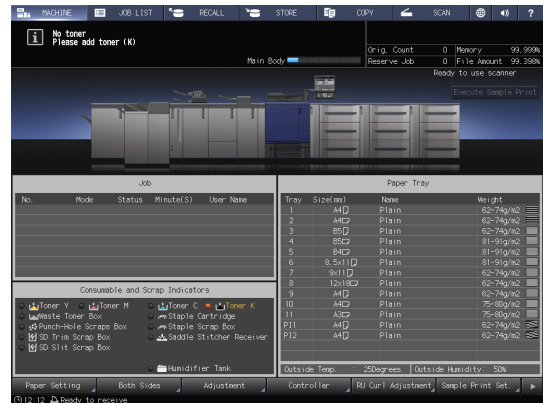 MACHINE JOB LIST RECALL STORE COPY SCAN ?
i No toner
Please add toner (K)
Main Body
Orig. Count 0 Memory 99.999%
Reserve Job 0 File Amount 99.398%
Ready to use scanner
Execute Sample Print
Job
No. Mode Status Minute(S) User Name
Paper Tray
Tray Size(mm) Name Weight
1 A4 Plain 62-74g/m2
2 A4 Plain 62-74g/m2
3 B5 Plain 62-74g/m2
4 B5 Plain 81-91g/m2
5 B4 Plain 81-91g/m2
6 8.5x11 Plain 81-91g/m2
7 9x11 Plain 62-74g/m2
8 12x18 Plain 62-74g/m2
9 A4 Plain 62-74g/m2
10 A4 Plain 75-80g/m2
11 A3 Plain 75-80g/m2
PI1 A4 Plain 62-74g/m2
PI2 A4 Plain 62-74g/m2
Outside Temp. : 25Degrees Outside Humidity: 50%
Consumable and Scrap Indicators
Toner Y Toner M Toner C Toner K
Waste Toner Box Staple Cartridge
Punch-Hole Scraps Box Staple Scrap Box
SD Trim Scrap Box Saddle Stitcher Receiver
SD Slit Scrap Box
Humidifier Tank
Paper Setting Both Sides Adjustment Controller RU Curl Adjustment Sample Print Set.
12:12 Ready to receive